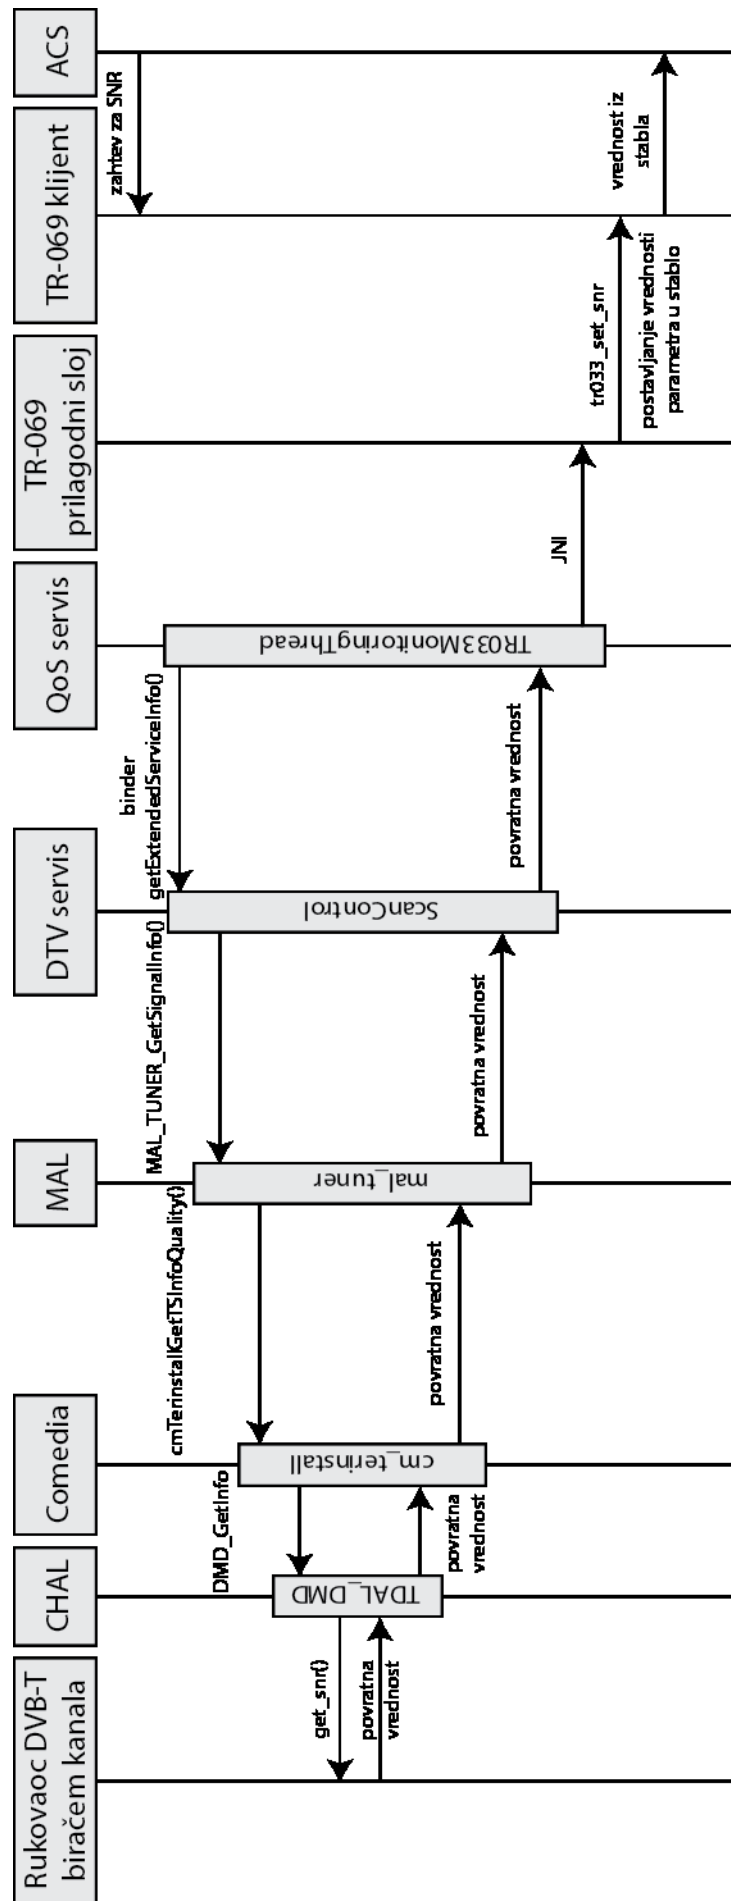 Rukovaoc DVB-T
biračem kanala
CHAL
Comedia
MAL
DTV servis
QoS servis
TR-069
prilagodni sloj
TR-069 klijent
ACS
zahtev za SNR
binder
getExtendedServiceInfo()
MAL_TUNER_GetSignalInfo()
cmTerinstallGetTSInfoQuality()
DMD_GetInfo
get_snr()
TDAL_DMD
cm_terinstall
mal_tuner
ScanControl
TR033MonitoringThread
povratna
vrednost
povratna
vrednost
povratna vrednost
povratna vrednost
povratna vrednost
JNI
tr033_set_snr
postavljanje vrednosti
parametra u stablo
vrednost iz
stabla